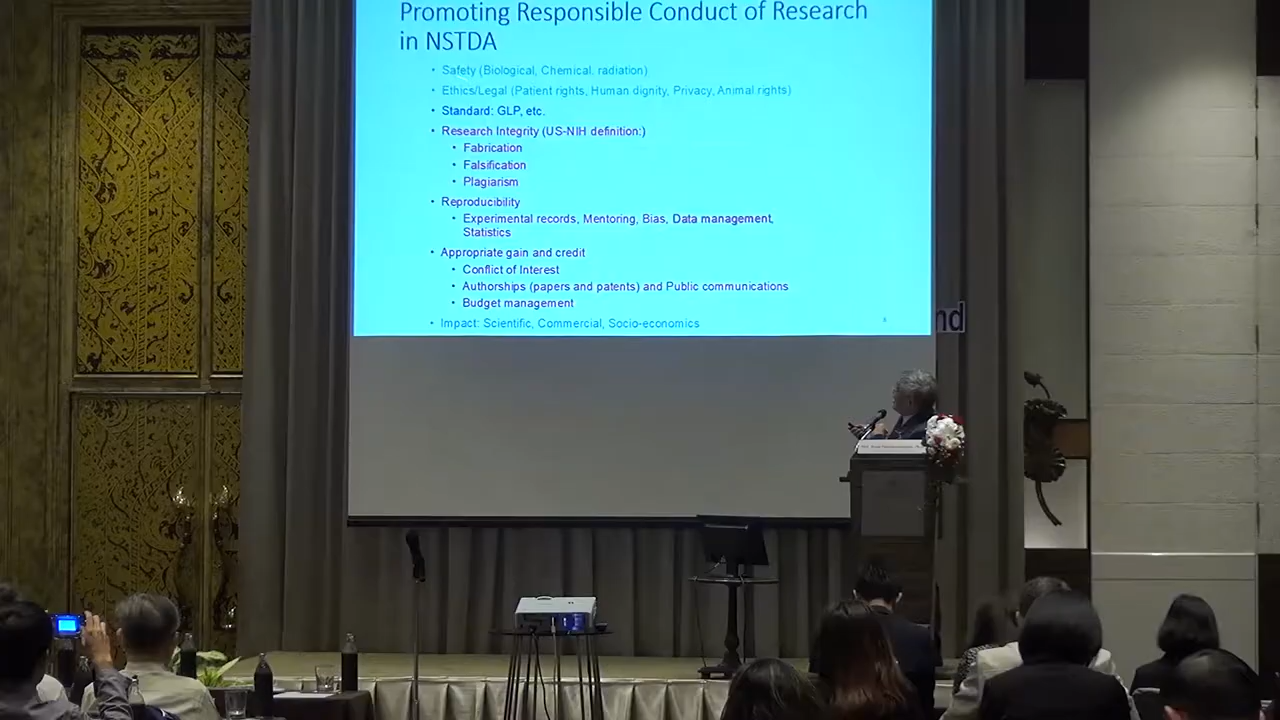 Promoting Responsible Conduct of Research
in NSTDA
• Safety (Biological, Chemical. radiation)
• Ethics/Legal (Patient rights, Human dignity, Privacy, Animal rights)
• Standard: GLP, etc.
• Research Integrity (US-NIH definition:)
• Fabrication
• Falsification
• Plagiarism
• Reproducibility
• Experimental records, Mentoring, Bias, Data management,
Statistics
• Appropriate gain and credit
• Conflict of Interest
• Authorships (papers and patents) and Public communications
• Budget management
• Impact: Scientific, Commercial, Socio-economics
nd